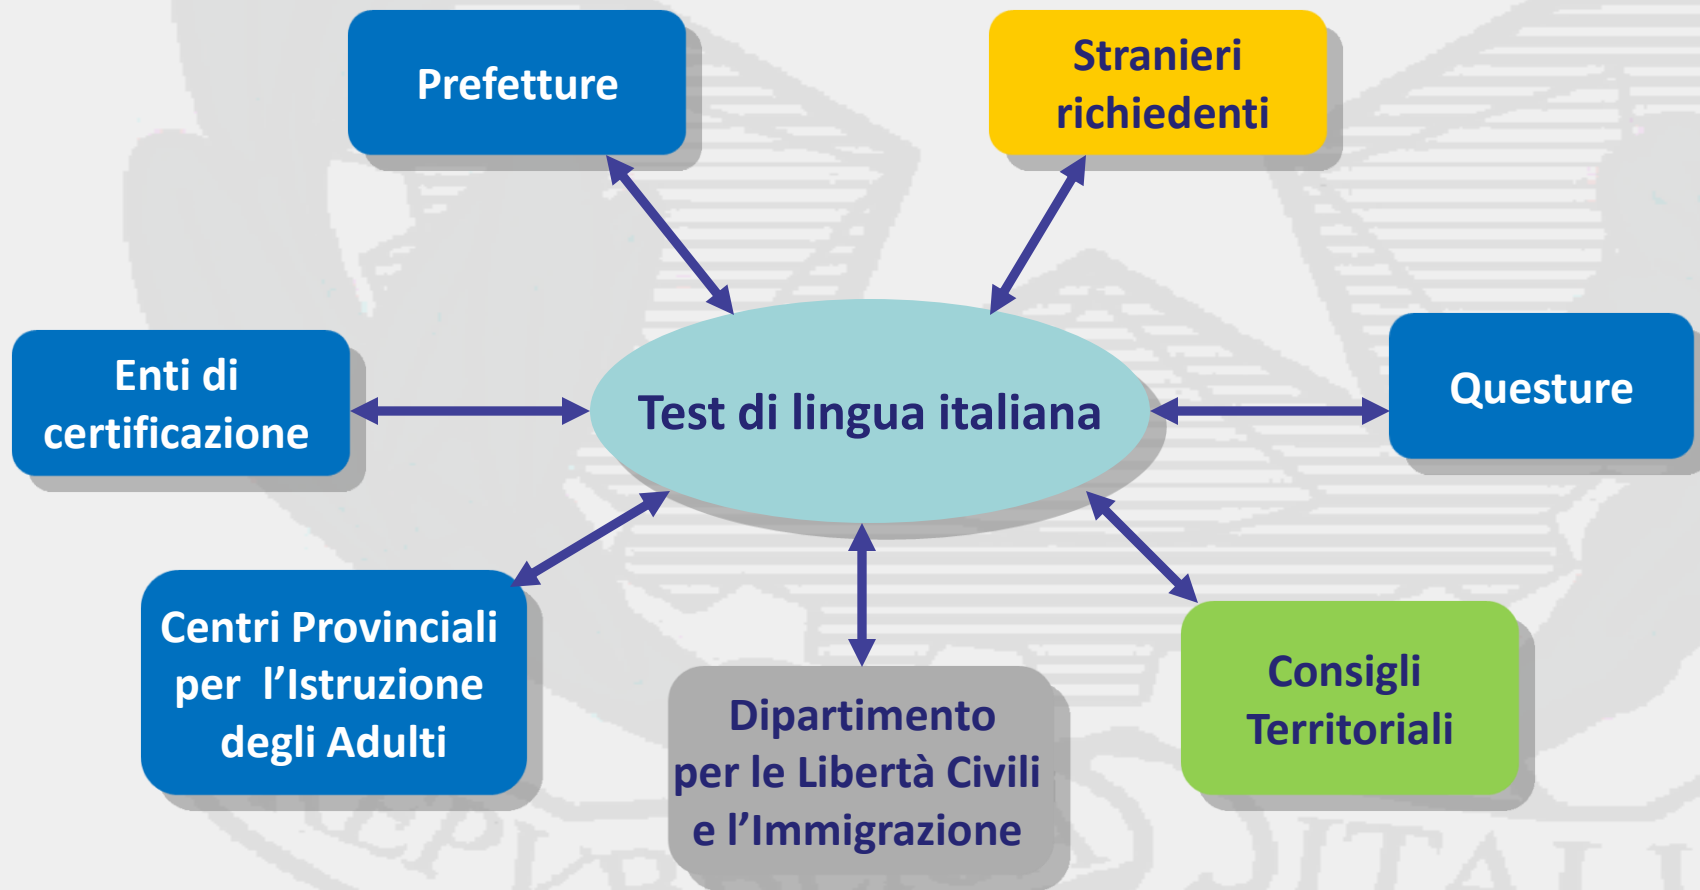 Prefetture
Stranieri
richiedenti
Enti di
certificazione
Test di lingua italiana
Questure
Centri Provinciali
per l'Istruzione
degli Adulti
Dipartimento
per le Libertà Civili
e l'Immigrazione
Consigli
Territoriali